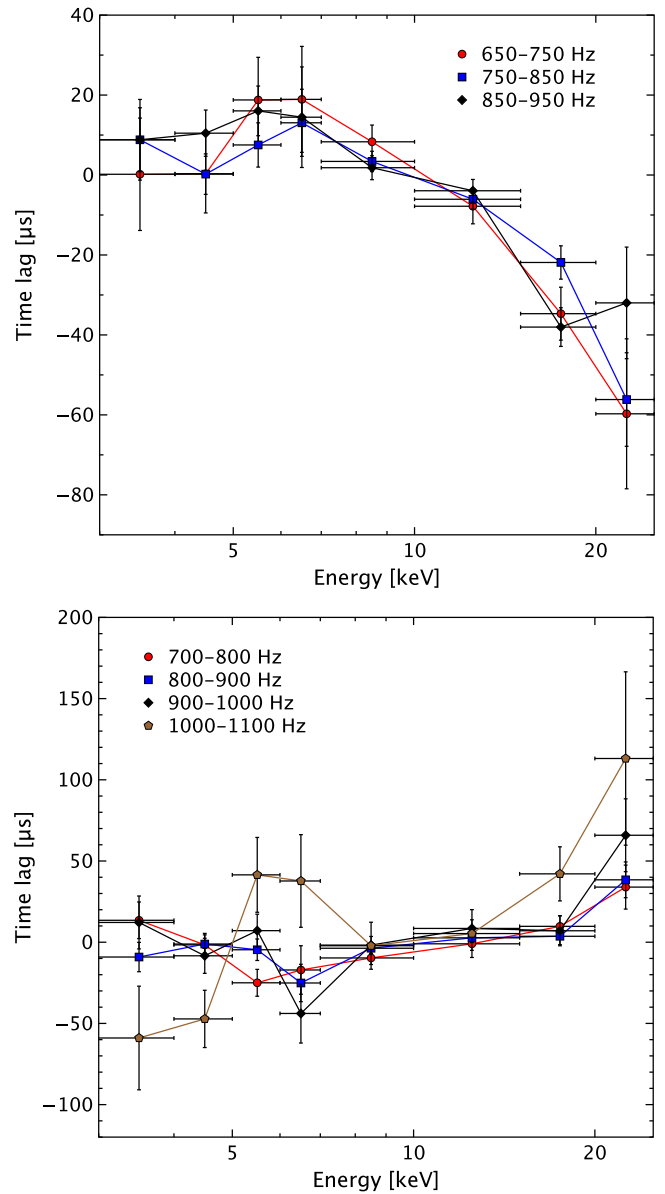 40
20
0
−20
−40
−60
−80
Time lag [µs]
650–750 Hz
750–850 Hz
850–950 Hz
5
10
20
Energy [keV]
200
150
100
50
0
−50
−100
Time lag [µs]
700–800 Hz
800–900 Hz
900–1000 Hz
1000–1100 Hz
5
10
20
Energy [keV]